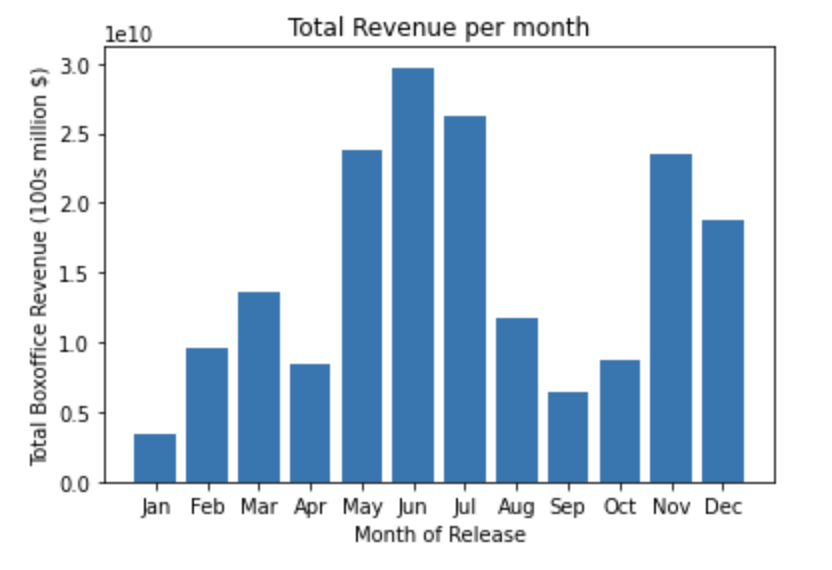 Total Revenue per month
1e10
Total Boxoffice Revenue (100s million $)
3.0
2.5
2.0
1.5
1.0
0.5
0.0
Jan Feb Mar Apr May Jun Jul Aug Sep Oct Nov Dec
Month of Release